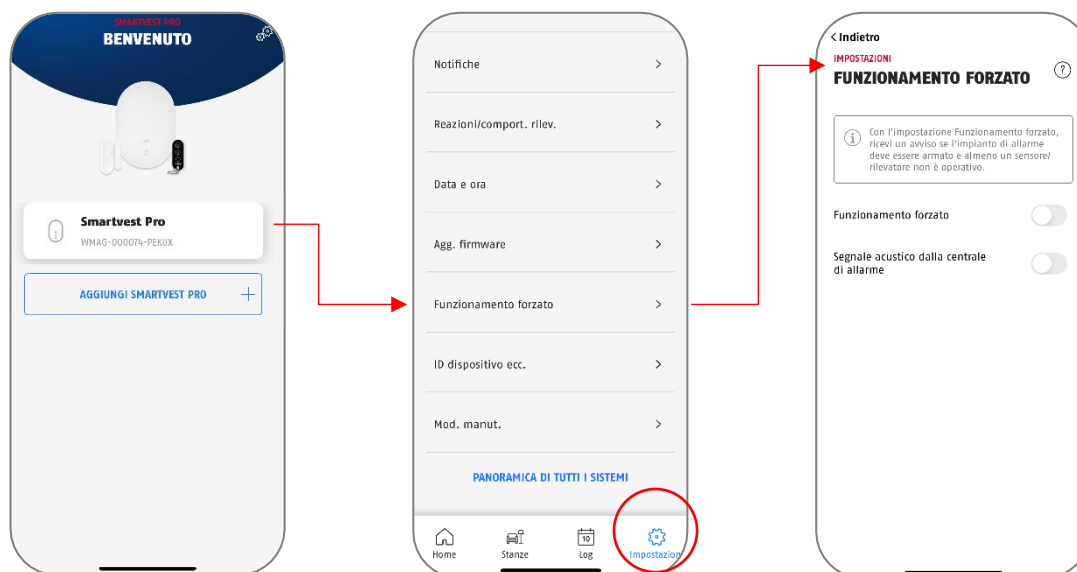 SMARTVEST PRO
BENVENUTO
Smartvest Pro
WMAG-000074-PEKUX
AGGIUNGI SMARTVEST PRO
Notifiche
Reazioni/comport. rilev.
Data e ora
Agg. firmware
Funzionamento forzato
ID dispositivo ecc.
Mod. manut.
PANORAMICA DI TUTTI I SISTEMI
10
Home
Stanze
Log
Impostazion
< Indietro
IMPOSTAZIONI
FUNZIONAMENTO FORZATO
?
i
Con l'impostazione Funzionamento forzato,
ricevi un avviso se l'impianto di allarme
deve essere armato e almeno un sensore/
rilevatore non è operativo.
Funzionamento forzato
Segnale acustico dalla centrale
di allarme